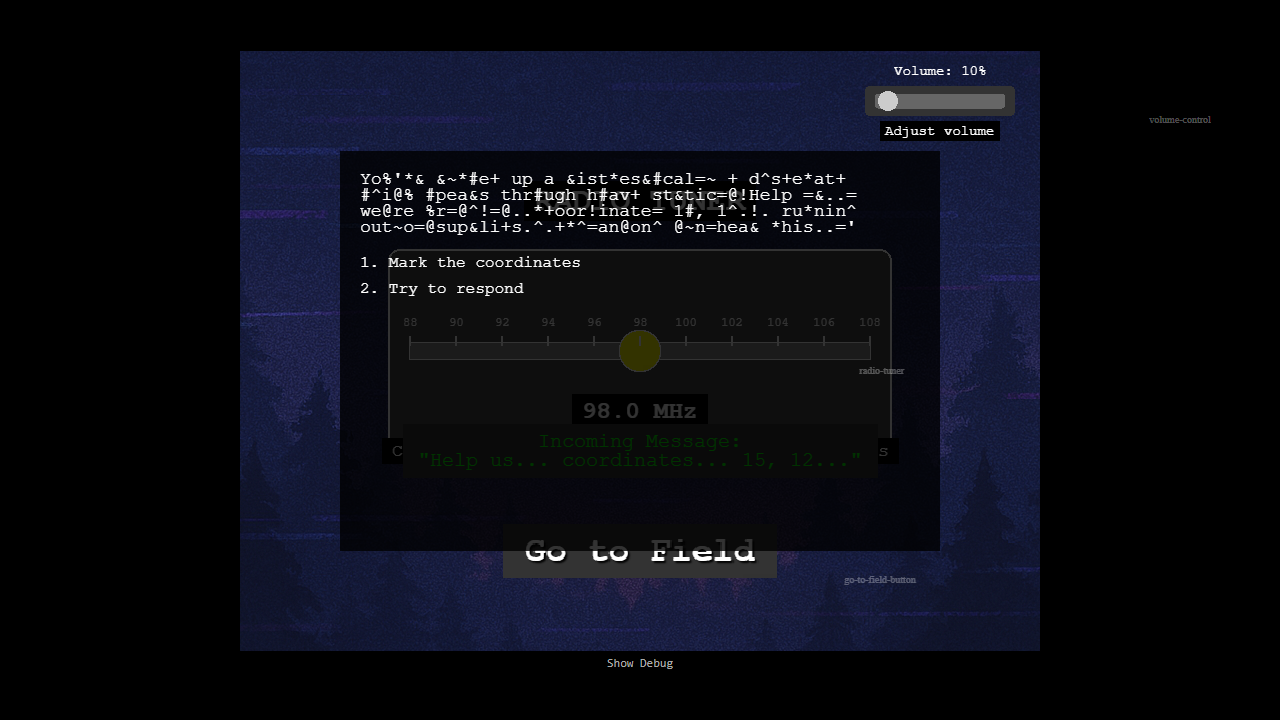 Volume: 10%
Adjust volume
volume-control
RADIO TUNER
Yo%'*& &~*#e+ up a &ist*es&#cal=~ + d^s+e*at+
#^i@% #pea&s thr#ugh h#av+ st&tic=@!Help =&..=
we@re %r=@^!=@..*+oor!inate= 1#, 1^.!. ru*nin^
out~o=@sup&li+s.^.+*^=an@on^ @~n=hea& *his..='
1. Mark the coordinates
2. Try to respond
88 90 92 94 96 98 100 102 104 106 108
radio-tuner
98.0 MHz
Incoming Message:
"Help us... coordinates... 15, 12..."
Go to Field
go-to-field-button
Show Debug